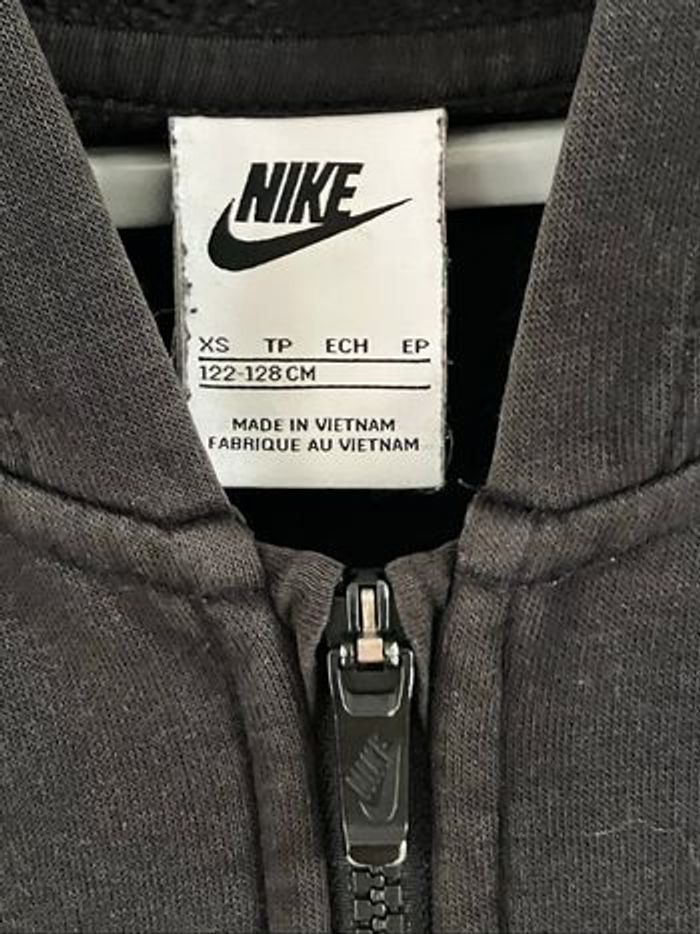 NIKE
XS TP ECH EP
122-128 CM
MADE IN VIETNAM
FABRIQUE AU VIETNAM
NIKE